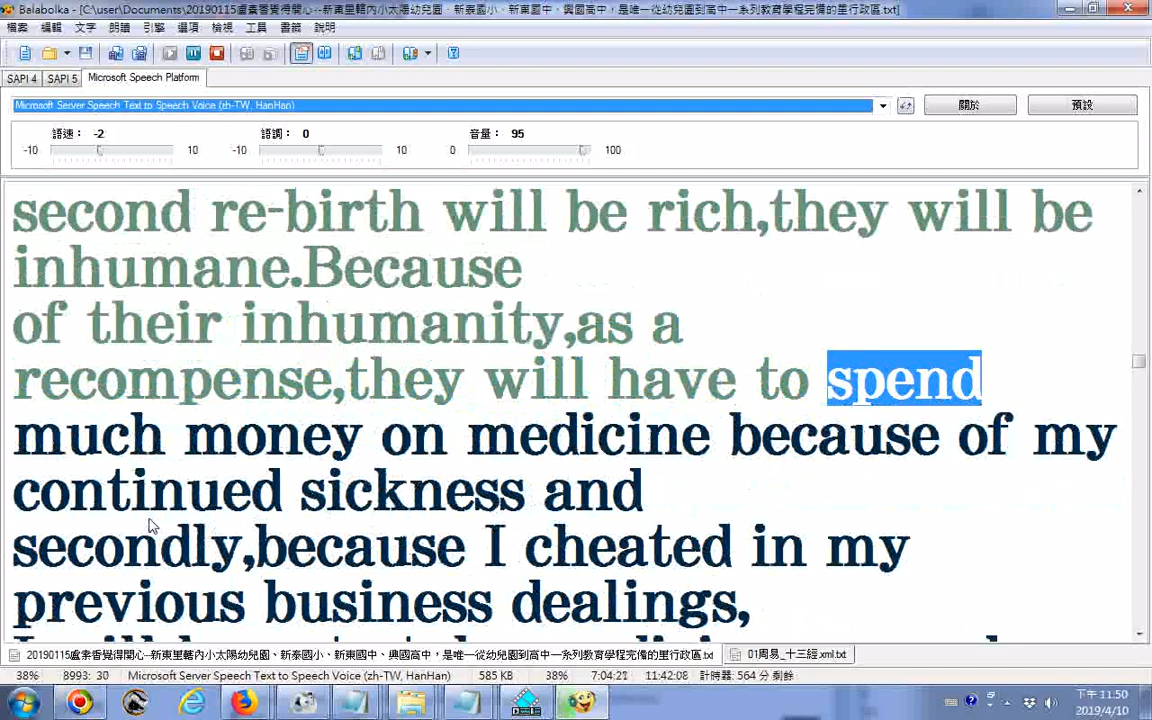 Balabolka - [C:\user\Documents\20190115盧素香覺得開心--新東里轄內小太陽幼兒園、新泰國小、新東國中、興國高中，是唯一從幼兒園到高中一系列教育學程完備的里行政區.txt]
檔案 編輯 文字 朗讀 引擎 選項 檢視 工具 書籤 說明
SAPI 4 SAPI 5 Microsoft Speech Platform
Microsoft Server Speech Text to Speech Voice (zh-TW, HanHan) 關於 預設
語速： -2 語調： 0 音量： 95
-10 10 -10 10 0 100
second re-birth will be rich,they will be
inhumane.Because
of their inhumanity,as a
recompense,they will have to spend
much money on medicine because of my
continued sickness and
secondly,because I cheated in my
previous business dealings,
20190115盧素香覺得開心--新東里轄內小太陽幼兒園、新泰國小、新東國中、興國高中，是唯一從幼兒園到高中一系列教育學程完備的里行政區.txt 01周易_十三經.xml.txt
38% 8993: 30 Microsoft Server Speech Text to Speech Voice (zh-TW, HanHan) 585 KB 38% 7:04:21 11:42:08 計時器: 564 分 剩餘
下午 11:50
2019/4/10